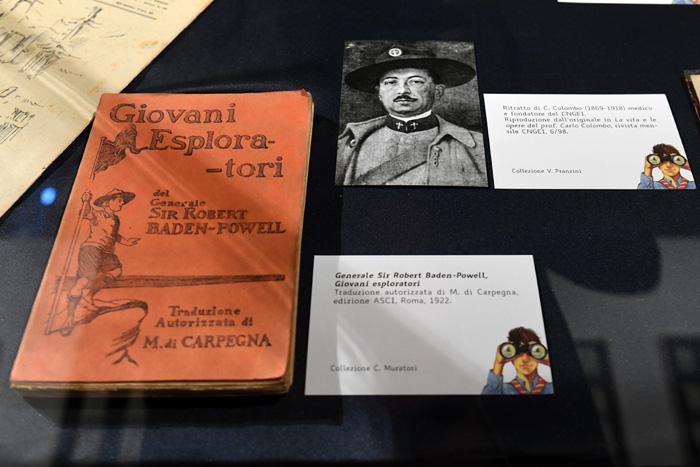 Giovani
Esplora-
-tori
del
Generale
SIR ROBERT
BADEN-POWELL
Traduzione
Autorizzata di
M. di CARPEGNA
Ritratto di C. Colombo (1869-1918) medico
e fondatore del CNGEI.
Riproduzione dall'originale in La vita e le
opere del prof. Carlo Colombo, rivista men-
sile CNGEI, 6/98.
Collezione V. Pranzini
Generale Sir Robert Baden-Powell,
Giovani esploratori
Traduzione autorizzata di M. di Carpegna,
edizione ASCI, Roma, 1922.
Collezione C. Muratori